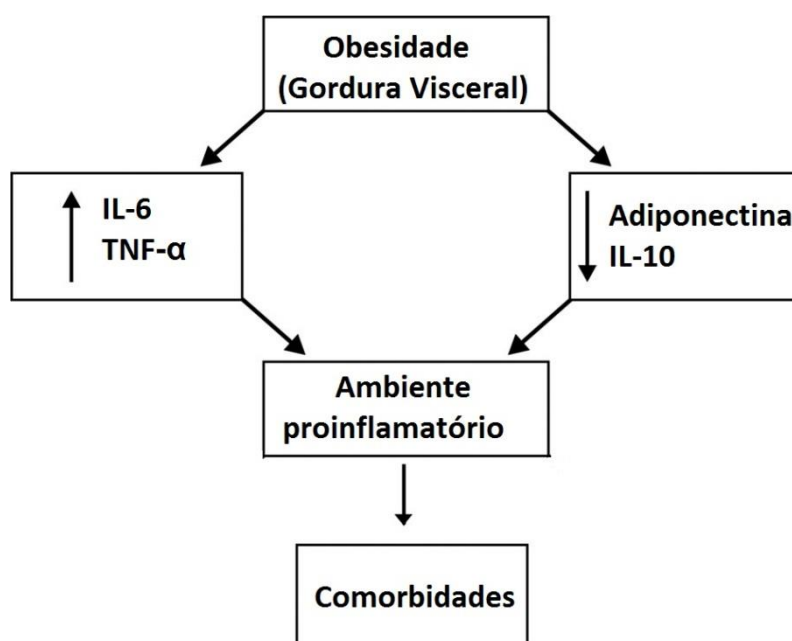 Obesidade
(Gordura Visceral)
IL-6
TNF-α
Adiponectina
IL-10
Ambiente
proinflamatório
Comorbidades